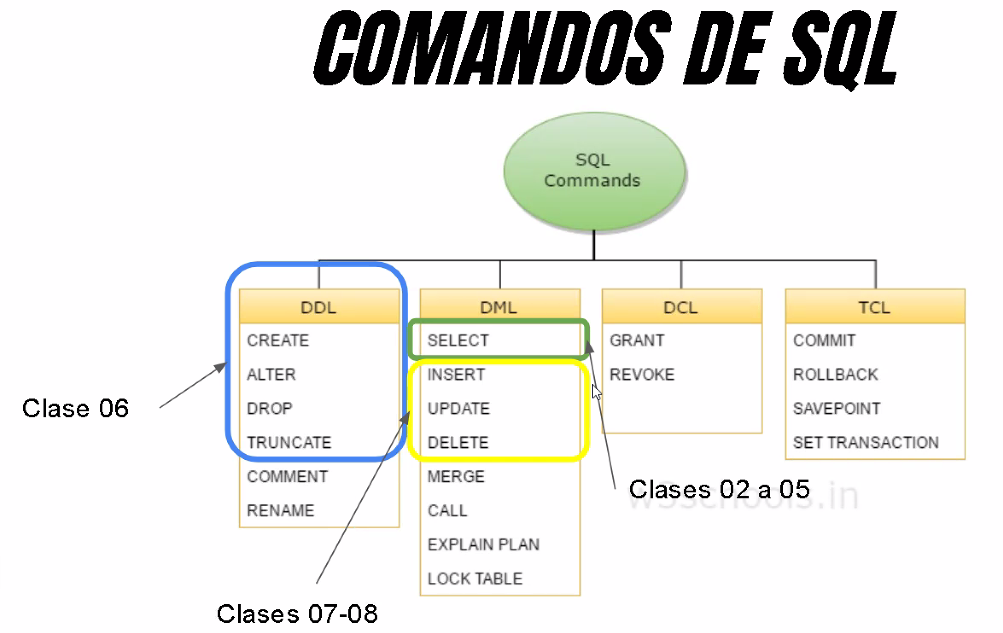 COMANDOS DE SQL
SQL
Commands
DDL
CREATE
ALTER
DROP
TRUNCATE
COMMENT
RENAME
DML
SELECT
INSERT
UPDATE
DELETE
MERGE
CALL
EXPLAIN PLAN
LOCK TABLE
DCL
GRANT
REVOKE
TCL
COMMIT
ROLLBACK
SAVEPOINT
SET TRANSACTION
Clase 06
Clases 07-08
Clases 02 a 05
w3schools.in